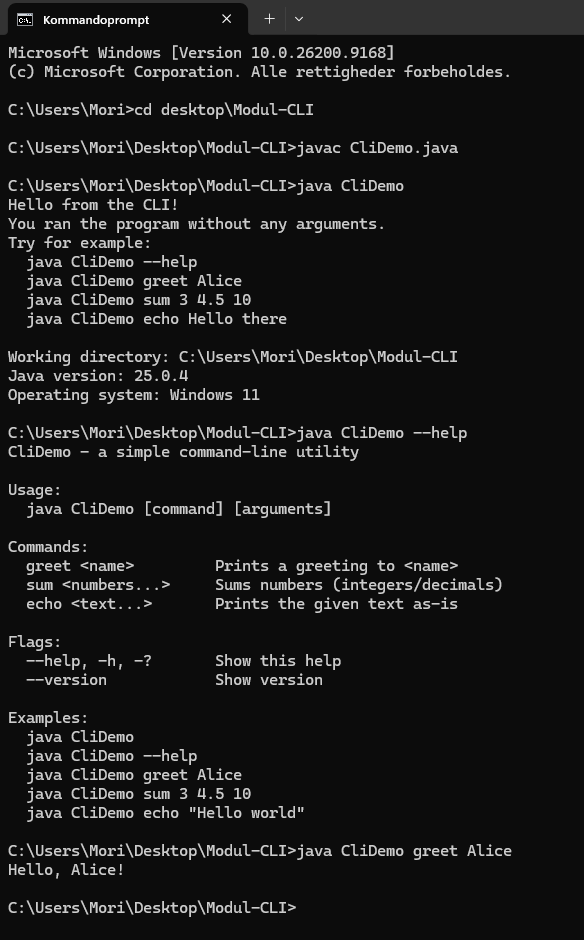 Kommandoprompt
Microsoft Windows [Version 10.0.26200.9168]
(c) Microsoft Corporation. Alle rettigheder forbeholdes.
C:\Users\Mori>cd desktop\Modul-CLI
C:\Users\Mori\Desktop\Modul-CLI>javac CliDemo.java
C:\Users\Mori\Desktop\Modul-CLI>java CliDemo
Hello from the CLI!
You ran the program without any arguments.
Try for example:
  java CliDemo --help
  java CliDemo greet Alice
  java CliDemo sum 3 4.5 10
  java CliDemo echo Hello there
Working directory: C:\Users\Mori\Desktop\Modul-CLI
Java version: 25.0.4
Operating system: Windows 11
C:\Users\Mori\Desktop\Modul-CLI>java CliDemo --help
CliDemo - a simple command-line utility
Usage:
  java CliDemo [command] [arguments]
Commands:
  greet <name>         Prints a greeting to <name>
  sum <numbers...>     Sums numbers (integers/decimals)
  echo <text...>       Prints the given text as-is
Flags:
  --help, -h, -?       Show this help
  --version            Show version
Examples:
  java CliDemo
  java CliDemo --help
  java CliDemo greet Alice
  java CliDemo sum 3 4.5 10
  java CliDemo echo "Hello world"
C:\Users\Mori\Desktop\Modul-CLI>java CliDemo greet Alice
Hello, Alice!
C:\Users\Mori\Desktop\Modul-CLI>